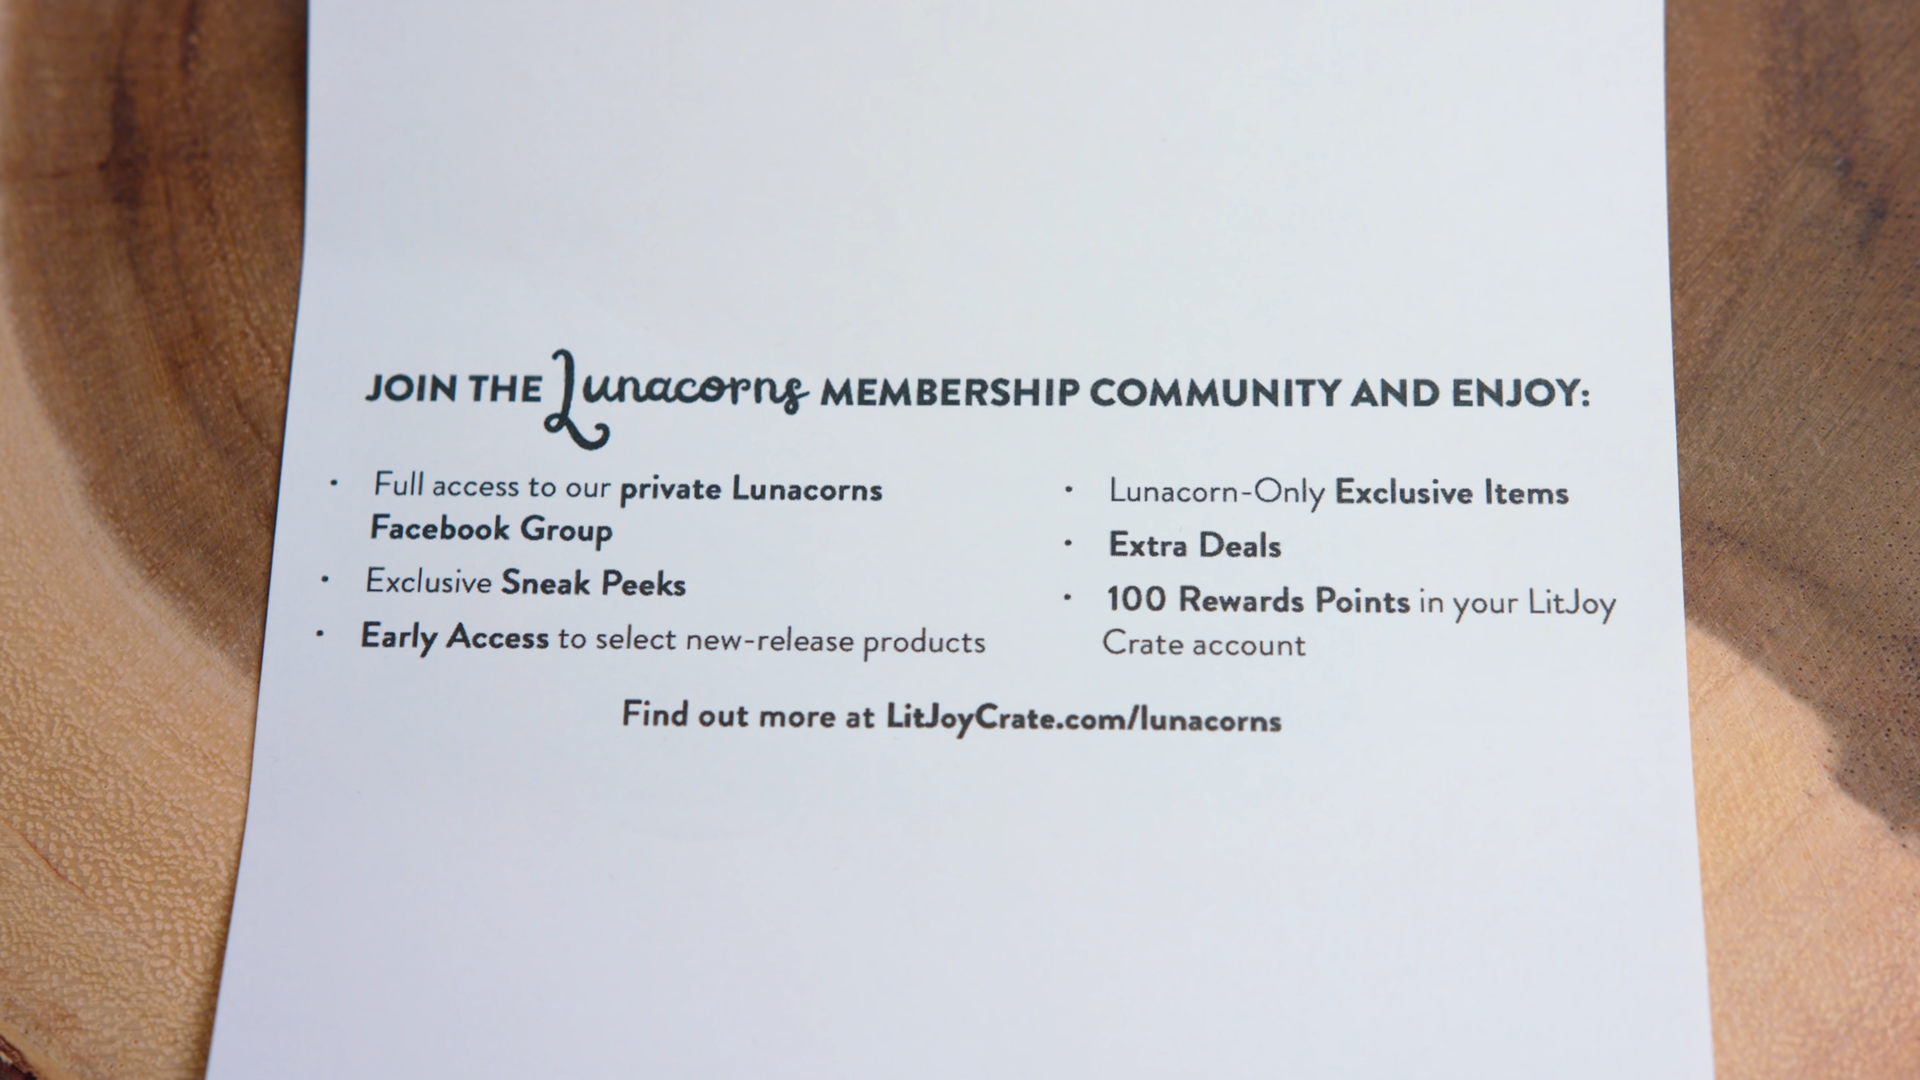 JOIN THE Lunacorns MEMBERSHIP COMMUNITY AND ENJOY:
• Full access to our private Lunacorns
Facebook Group
• Exclusive Sneak Peeks
• Early Access to select new-release products
• Lunacorn-Only Exclusive Items
• Extra Deals
• 100 Rewards Points in your LitJoy
Crate account
Find out more at LitJoyCrate.com/lunacorns